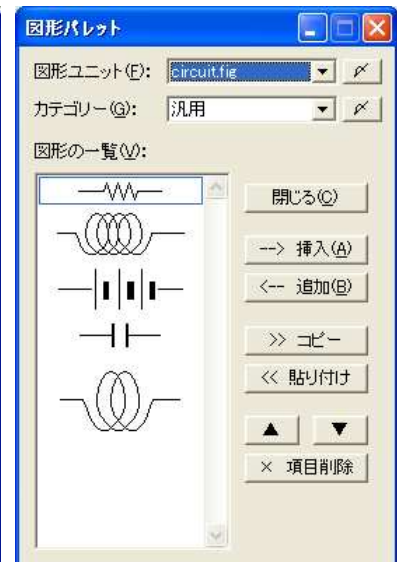 図形パレット
図形ユニット(F): circuit.fig
カテゴリー(G): 汎用
図形の一覧(V):
閉じる(C)
--> 挿入(A)
<-- 追加(B)
>> コピー
<< 貼り付け
▲ ▼
× 項目削除